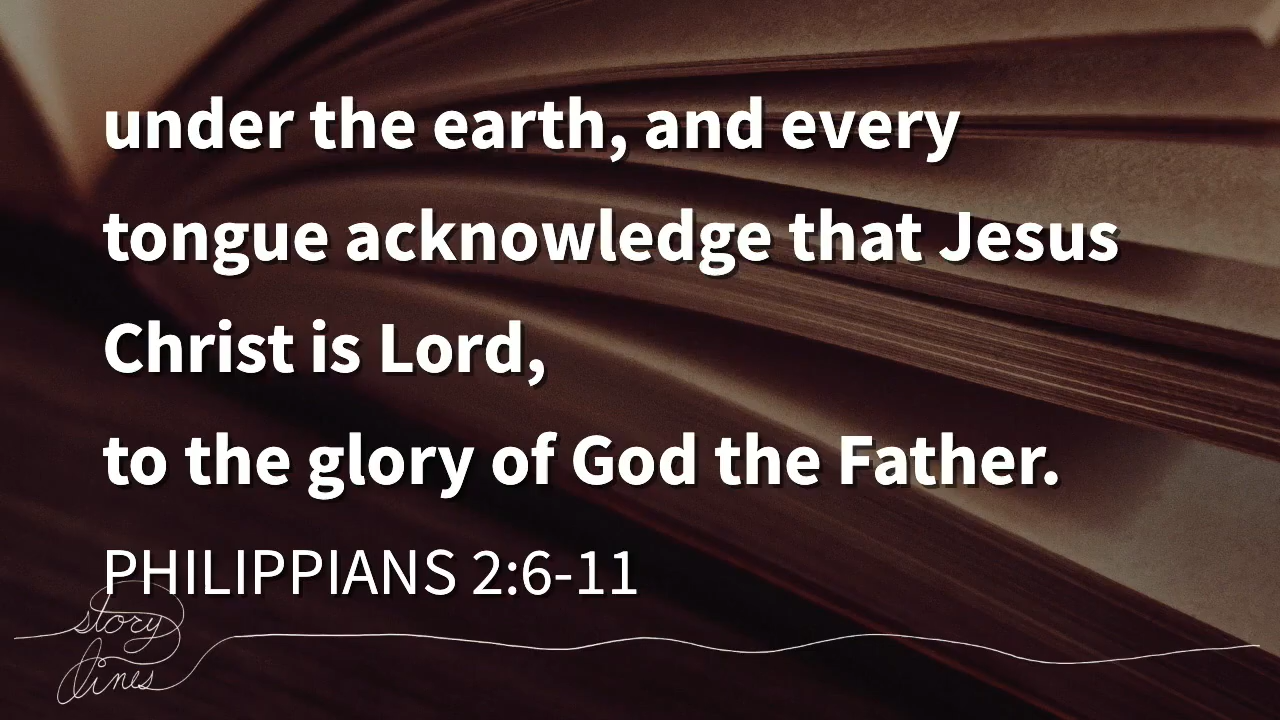 under the earth, and every
tongue acknowledge that Jesus
Christ is Lord,
to the glory of God the Father.
PHILIPPIANS 2:6-11
story
lines